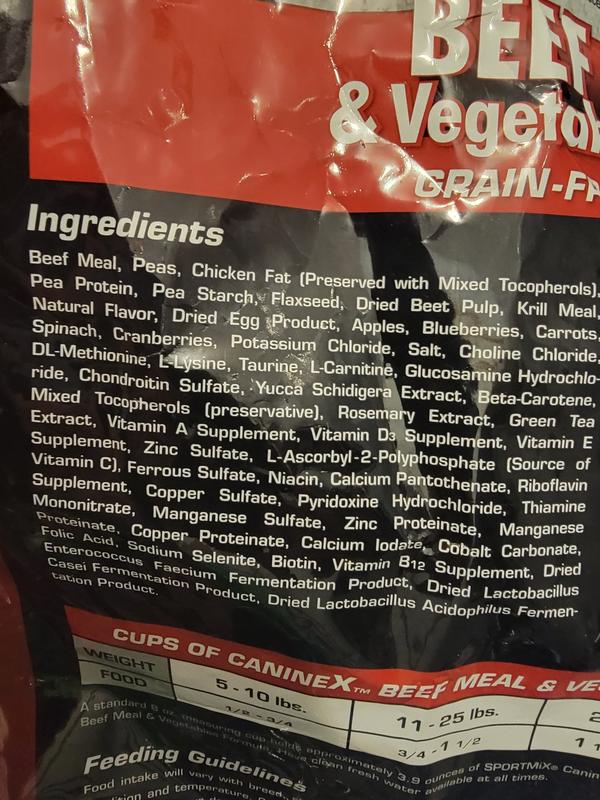 BEEF
& Vegetab
GRAIN-FR
Ingredients
Beef Meal, Peas, Chicken Fat (Preserved with Mixed Tocopherols),
Pea Protein, Pea Starch, Flaxseed, Dried Beet Pulp, Krill Meal,
Natural Flavor, Dried Egg Product, Apples, Blueberries, Carrots,
Spinach, Cranberries, Potassium Chloride, Salt, Choline Chloride,
DL-Methionine, L-Lysine, Taurine, L-Carnitine, Glucosamine Hydrochlo-
ride, Chondroitin Sulfate, Yucca Schidigera Extract, Beta-Carotene,
Mixed Tocopherols (preservative), Rosemary Extract, Green Tea
Extract, Vitamin A Supplement, Vitamin D3 Supplement, Vitamin E
Supplement, Zinc Sulfate, L-Ascorbyl-2-Polyphosphate (Source of
Vitamin C), Ferrous Sulfate, Niacin, Calcium Pantothenate, Riboflavin
Supplement, Copper Sulfate, Pyridoxine Hydrochloride, Thiamine
Mononitrate, Manganese Sulfate, Zinc Proteinate, Manganese
Proteinate, Copper Proteinate, Calcium Iodate, Cobalt Carbonate,
Folic Acid, Sodium Selenite, Biotin, Vitamin B12 Supplement, Dried
Enterococcus Faecium Fermentation Product, Dried Lactobacillus
Casei Fermentation Product, Dried Lactobacillus Acidophilus Fermen-
tation Product.
CUPS OF CANINEX™ BEEF MEAL & VE
WEIGHT 5 - 10 lbs. 11 - 25 lbs. 2
FOOD 1/2 - 3/4 3/4 - 1 1/2 1
A standard 8 oz. measuring cup holds approximately 3.9 ounces of SPORTMiX® Canin
Beef Meal & Vegetables Formula. clean fresh water available at all times.
Feeding Guidelines
Food intake will vary with breed,
dition and temperature.